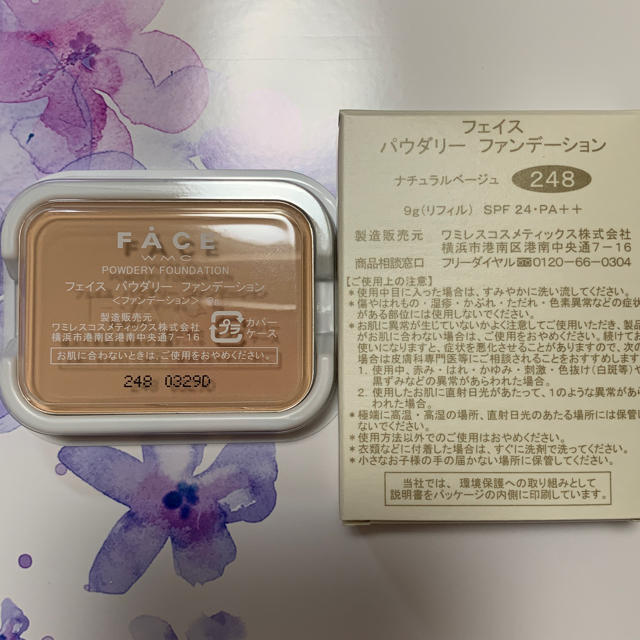 FACE
WMC
POWDERY FOUNDATION
フェイス パウダリー ファンデーション
<ファンデーション> 9g
製造販売元
ワミレスコスメティックス株式会社
横浜市港南区港南中央通7-16
プラ
カバー
ケース
お肌に合わないときは、ご使用をおやめください。
248 0329D
フェイス
パウダリー ファンデーション
ナチュラルベージュ 248
9g(リフィル) SPF 24・PA++
製造販売元 ワミレスコスメティックス株式会社
横浜市港南区港南中央通7-16
商品相談窓口 フリーダイヤル 0120-66-0304
【ご使用上の注意】
*使用中目に入った場合は、すみやかに洗い流してください。
*傷やはれもの・湿疹・かぶれ・ただれ・色素異常などの症状
がある部位には使用しないでください。
*お肌に異常が生じていないかよく注意してご使用いただき、製品
がお肌に合わない場合は、ご使用をおやめください。続けてお
使いになりますと、症状を悪化させることがありますので、次の
場合は皮膚科専門医等にご相談されることをおすすめします
1. 使用中、赤み・はれ・かゆみ・刺激・色抜け(白斑等)や
黒ずみなどの異常があらわれた場合。
2. 使用したお肌に直射日光があたって、1のような異常があ
らわれた場合。
*極端に高温・高湿の場所、直射日光のあたる場所には保管し
ないでください。
*使用方法以外でのご使用はおやめください。
*衣類などに付着した場合は、すぐに洗剤で洗ってください。
*小さなお子様の手の届かない場所に保管してください。
当社では、環境保護への取り組みとして
説明書をパッケージの内側に印刷しています。